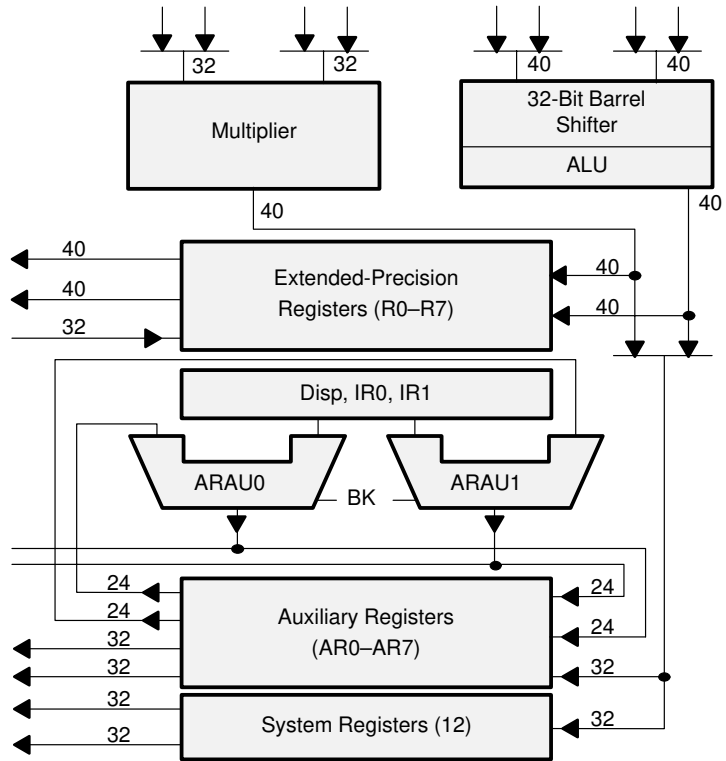 32
32
40
40
Multiplier
32-Bit Barrel
Shifter
ALU
40
40
40
40
32
Extended-Precision
Registers (R0–R7)
40
40
Disp, IR0, IR1
ARAU0
BK
ARAU1
24
24
32
32
Auxiliary Registers
(AR0–AR7)
24
24
32
32
32
System Registers (12)
32